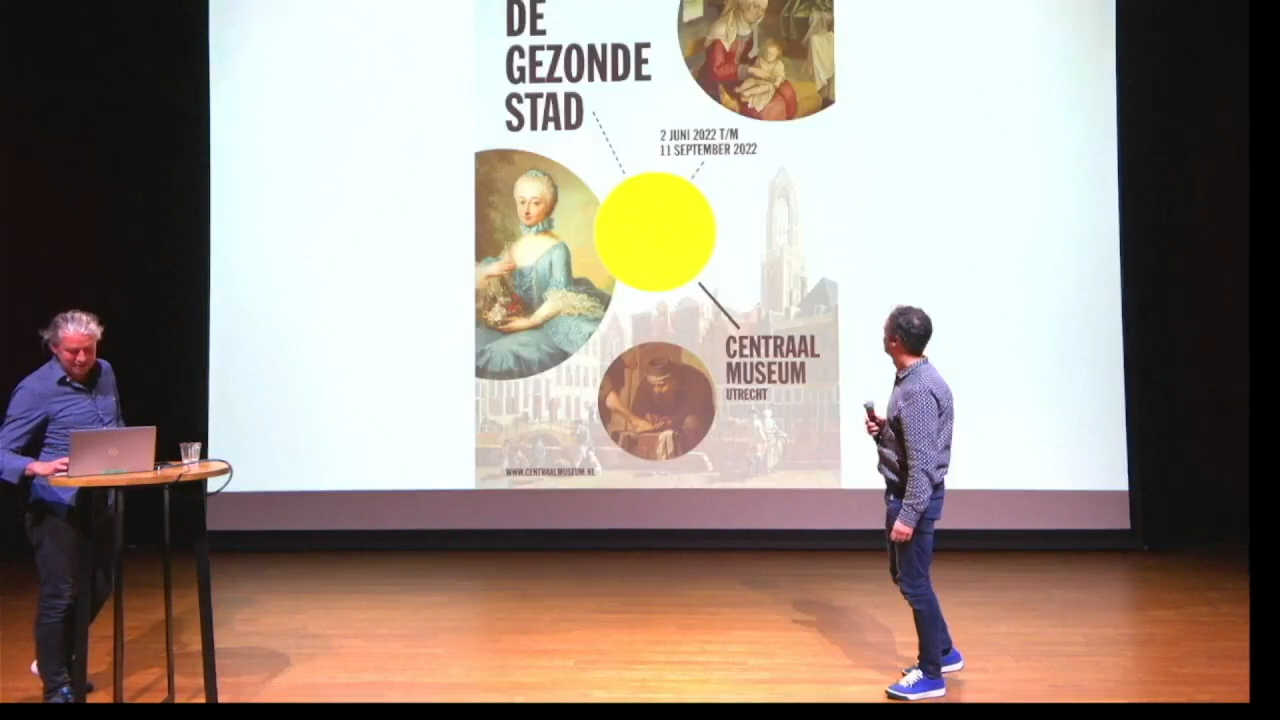 DE
GEZONDE
STAD
2 JUNI 2022 T/M
11 SEPTEMBER 2022
CENTRAAL
MUSEUM
UTRECHT
WWW.CENTRAALMUSEUM.NL